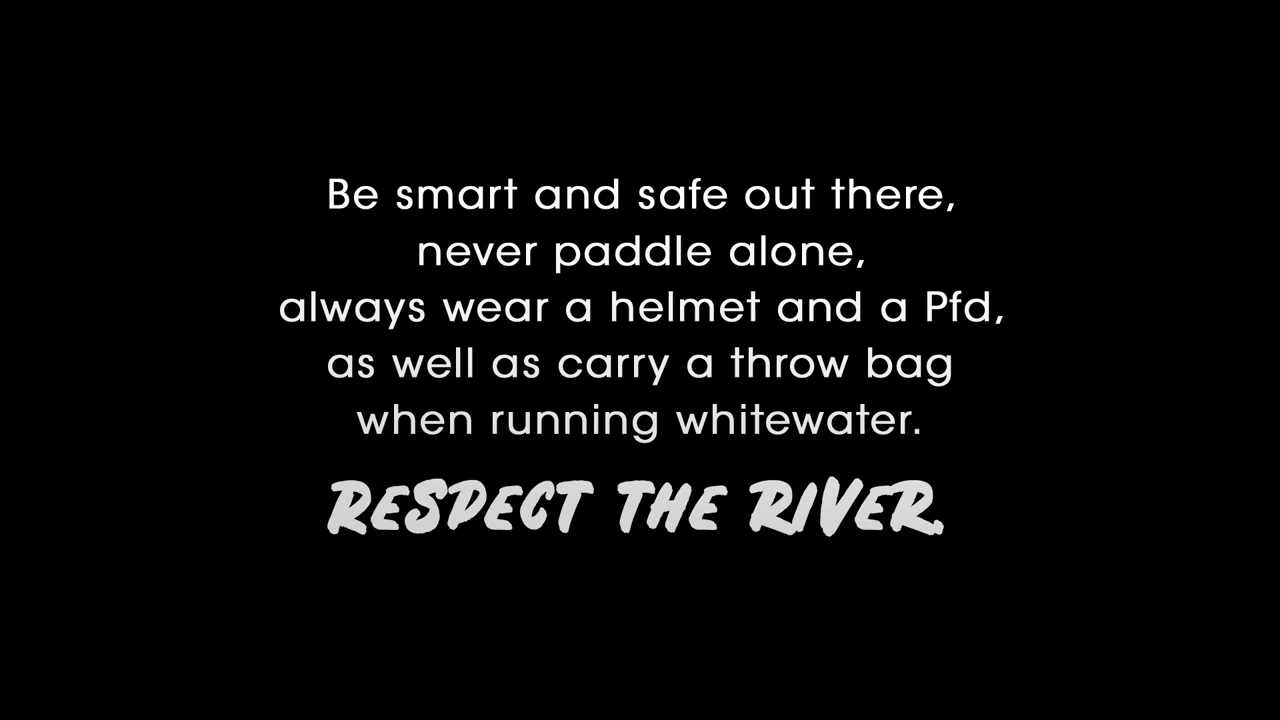 Be smart and safe out there,
never paddle alone,
always wear a helmet and a Pfd,
as well as carry a throw bag
when running whitewater.
RESPECT THE RIVER.